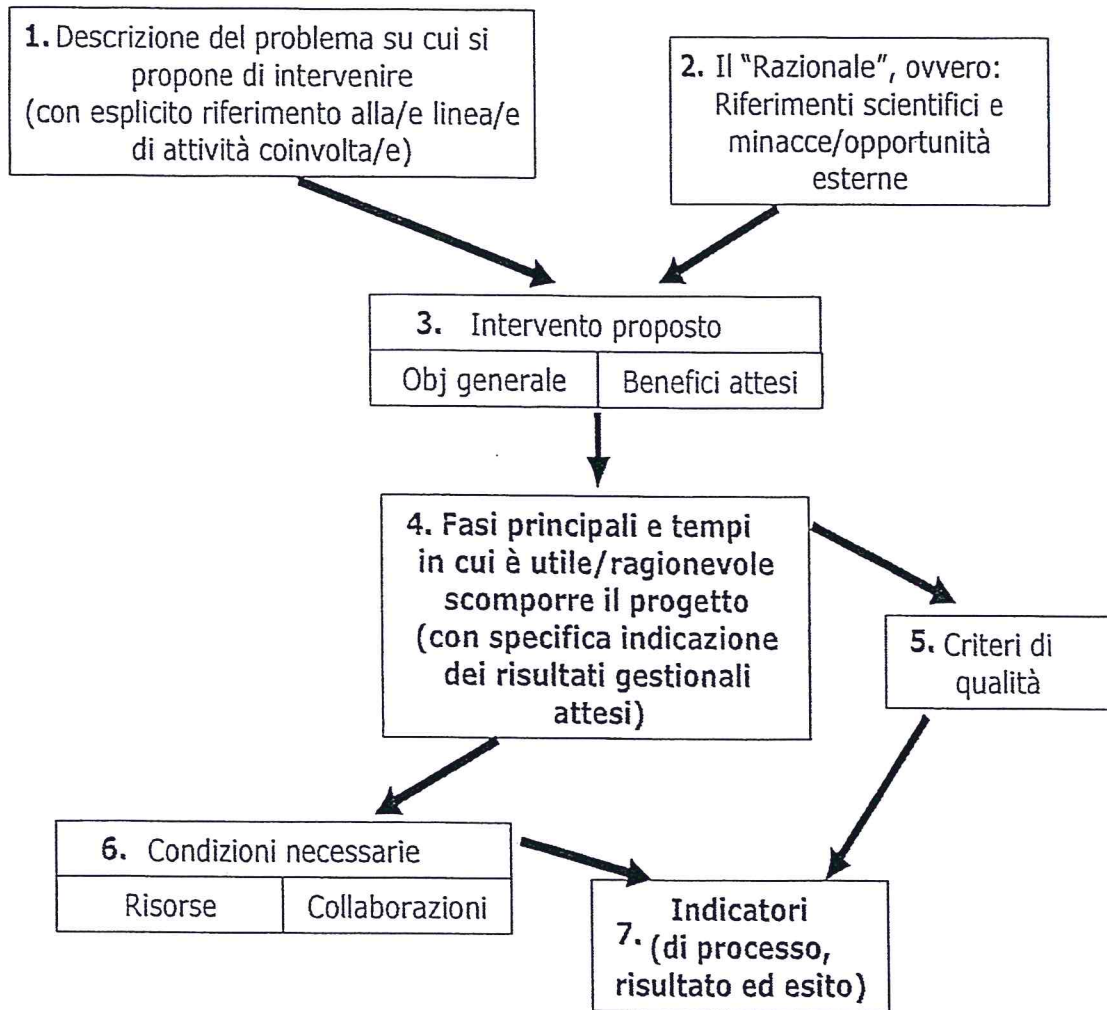 1. Descrizione del problema su cui si
propone di intervenire
(con esplicito riferimento alla/e linea/e
di attività coinvolta/e)
2. Il "Razionale", ovvero:
Riferimenti scientifici e
minacce/opportunità
esterne
3. Intervento proposto
Obj generale
Benefici attesi
4. Fasi principali e tempi
in cui è utile/ragionevole
scomporre il progetto
(con specifica indicazione
dei risultati gestionali
attesi)
5. Criteri di
qualità
6. Condizioni necessarie
Risorse
Collaborazioni
Indicatori
7. (di processo,
risultato ed esito)